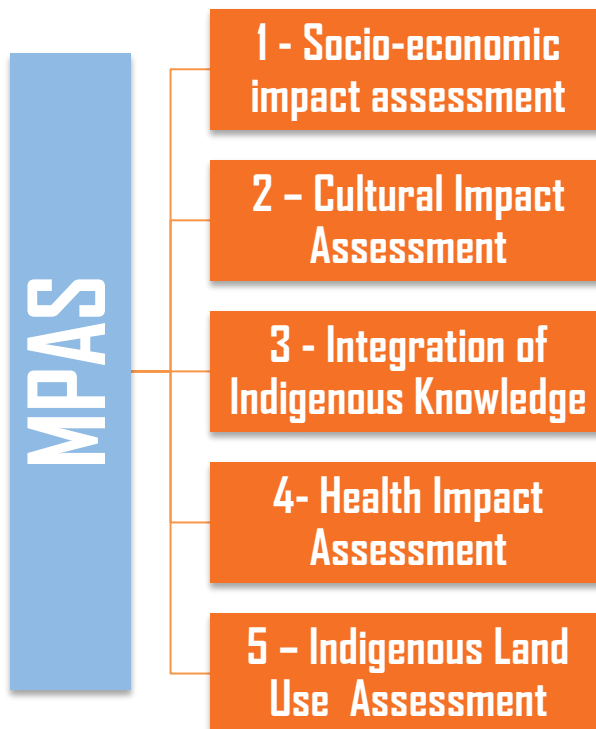 MPAS
1 - Socio-economic
impact assessment
2 – Cultural Impact
Assessment
3 - Integration of
Indigenous Knowledge
4- Health Impact
Assessment
5 – Indigenous Land
Use Assessment